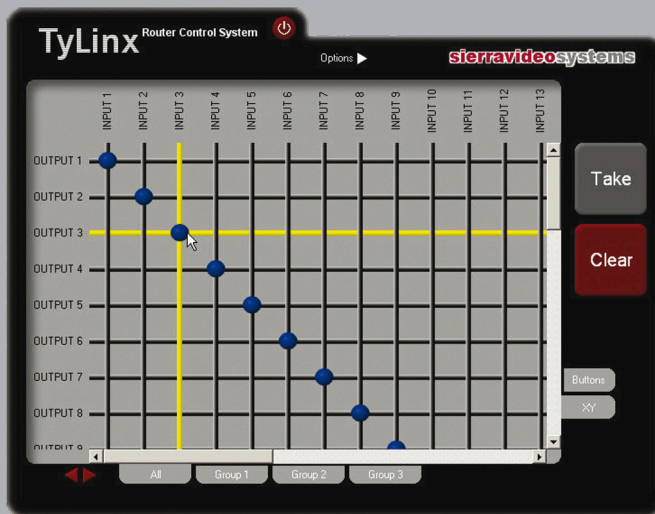 TyLinx Router Control System
Options
sierravideosystems
INPUT 1
INPUT 2
INPUT 3
INPUT 4
INPUT 5
INPUT 6
INPUT 7
INPUT 8
INPUT 9
INPUT 10
INPUT 11
INPUT 12
INPUT 13
OUTPUT 1
OUTPUT 2
OUTPUT 3
OUTPUT 4
OUTPUT 5
OUTPUT 6
OUTPUT 7
OUTPUT 8
OUTPUT 9
Take
Clear
Buttons
XY
All
Group 1
Group 2
Group 3